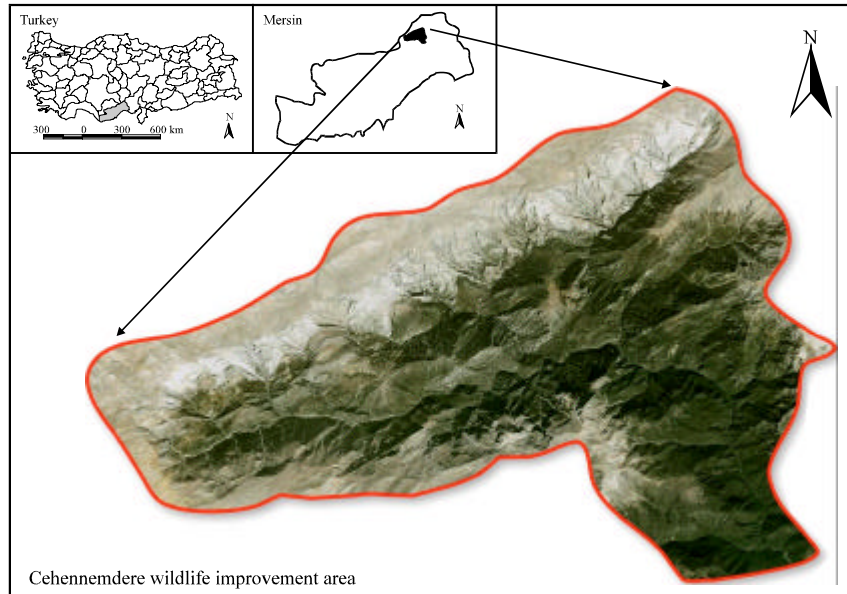 Turkey
300 0 300 600 km
N
Mersin
N
N
Cehennemdere wildlife improvement area